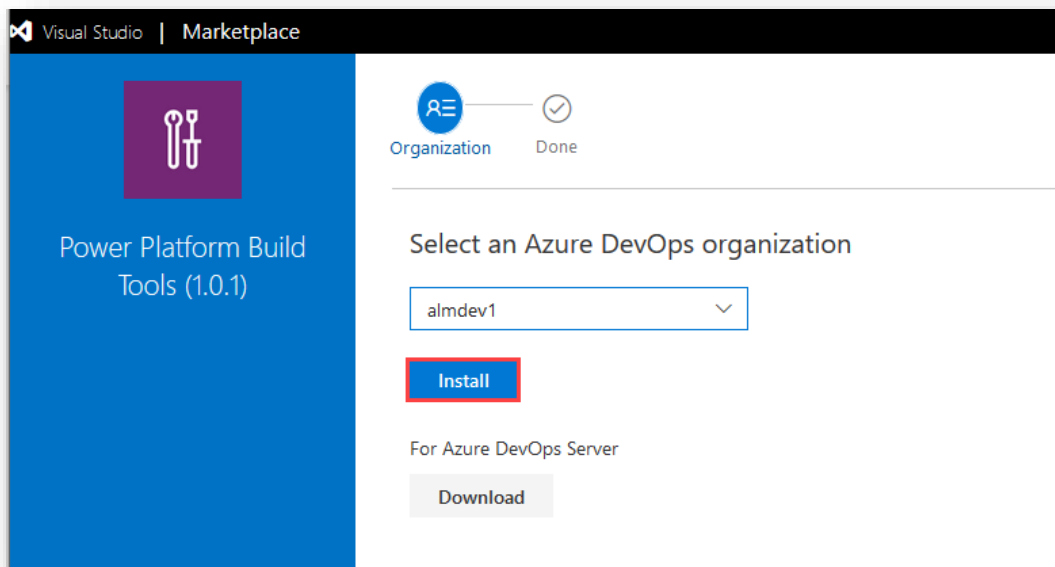 Visual Studio | Marketplace
Power Platform Build
Tools (1.0.1)
Organization
Done
Select an Azure DevOps organization
almdev1
Install
For Azure DevOps Server
Download